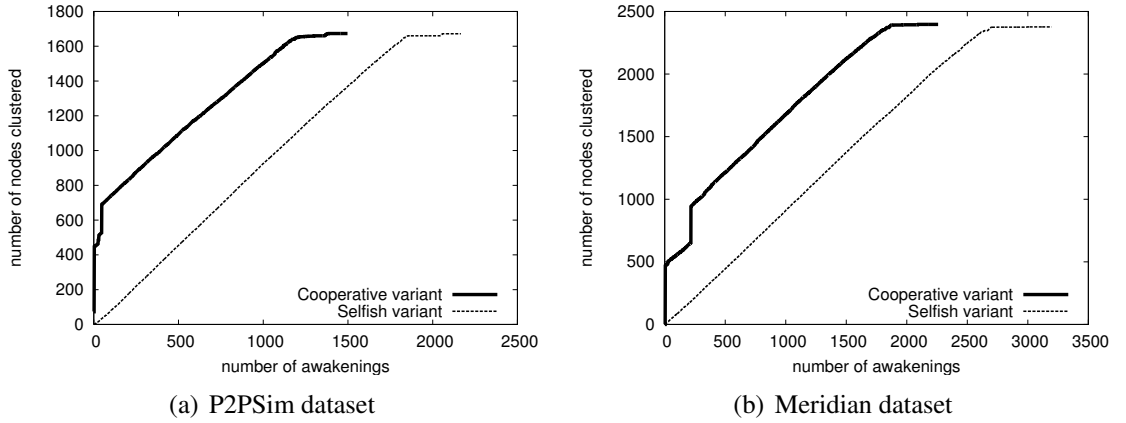 1800
1600
1400
1200
1000
800
600
400
200
0
number of nodes clustered
Cooperative variant
Selfish variant
0 500 1000 1500 2000 2500
number of awakenings
(a) P2PSim dataset
2500
2000
1500
1000
500
0
number of nodes clustered
Cooperative variant
Selfish variant
0 500 1000 1500 2000 2500 3000 3500
number of awakenings
(b) Meridian dataset